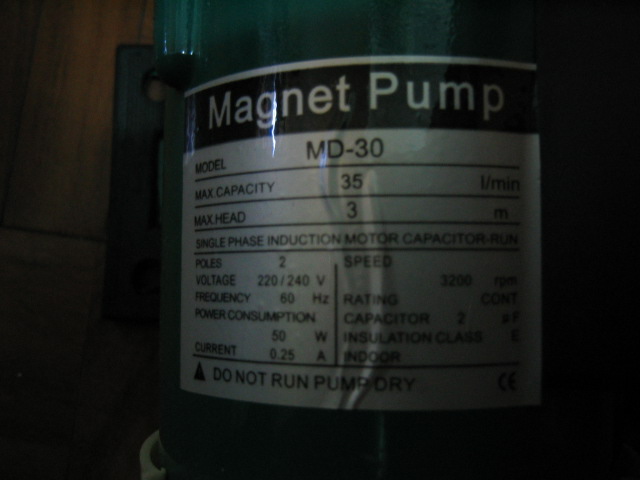 Magnet Pump
MODEL MD-30
MAX.CAPACITY 35 l/min
MAX.HEAD 3 m
SINGLE PHASE INDUCTION MOTOR CAPACITOR-RUN
POLES 2 SPEED
VOLTAGE 220/240 V 3200 rpm
FREQUENCY 60 Hz RATING CONT
POWER CONSUMPTION CAPACITOR 2 μF
50 W INSULATION CLASS E
CURRENT 0.25 A INDOOR
DO NOT RUN PUMP DRY CE